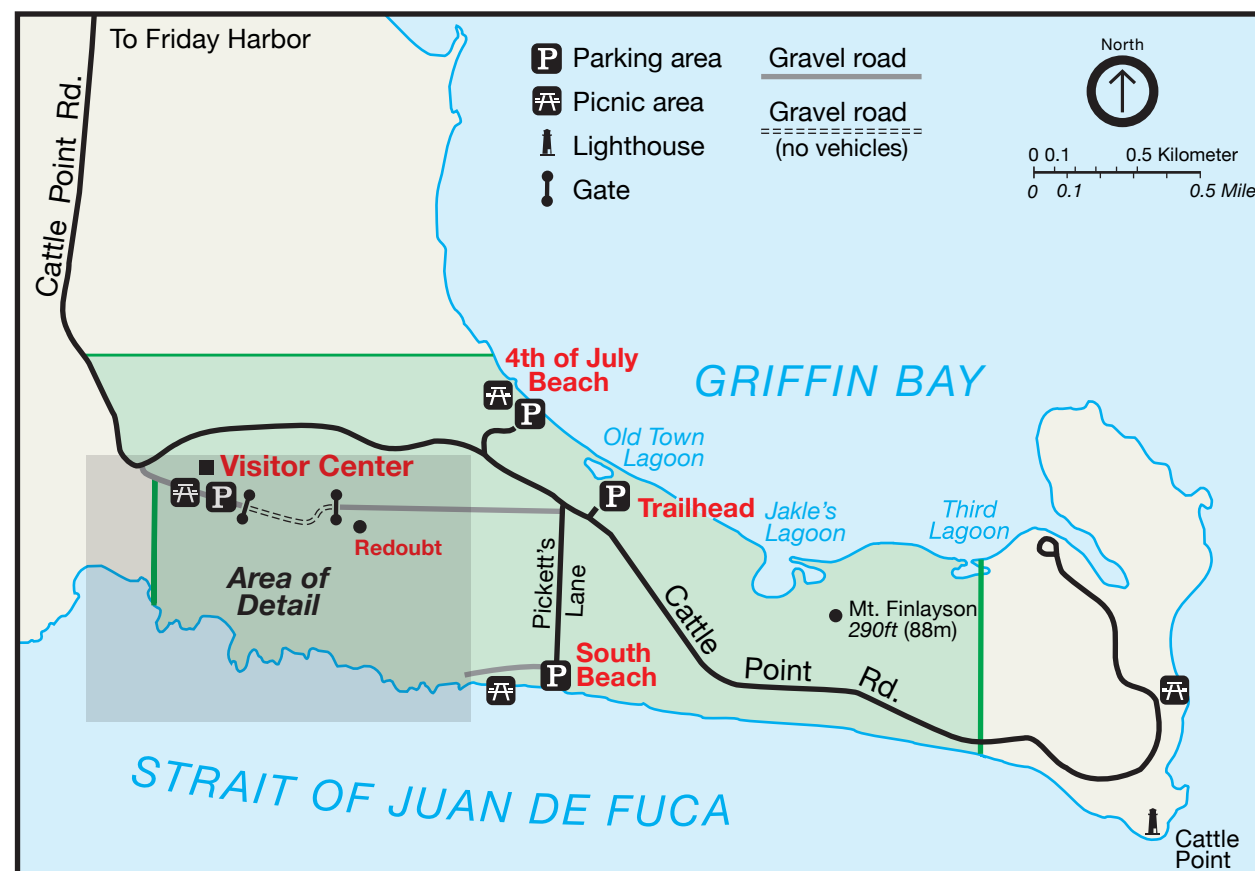 To Friday Harbor
Cattle Point Rd.
P Parking area
Picnic area
Lighthouse
Gate
Gravel road
Gravel road
(no vehicles)
North
0 0.1 0.5 Kilometer
0 0.1 0.5 Mile
4th of July
Beach
P
GRIFFIN BAY
Old Town
Lagoon
Visitor Center
P
P
Trailhead
Jakle's
Lagoon
Third
Lagoon
Redoubt
Area of
Detail
Pickett's
Lane
Cattle Point Rd.
Mt. Finlayson
290ft (88m)
South
Beach
P
STRAIT OF JUAN DE FUCA
Cattle
Point